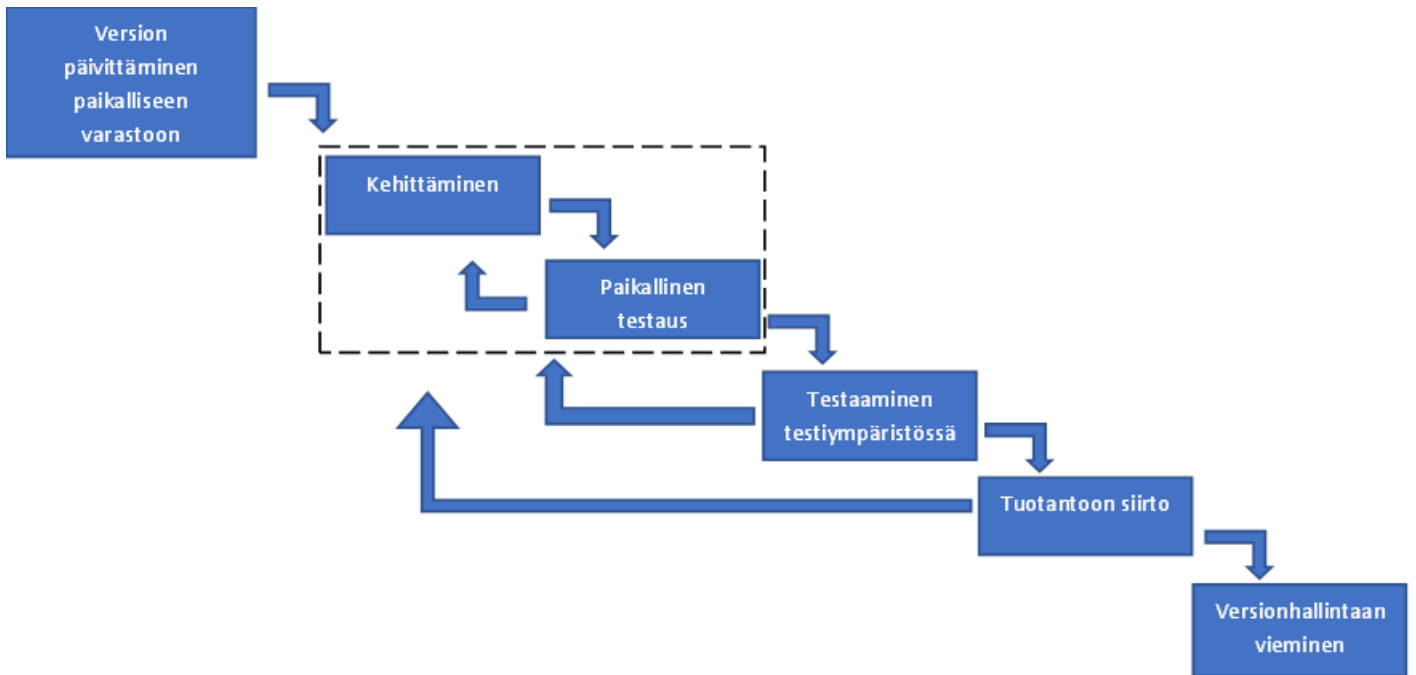 Version
päivittäminen
paikalliseen
varastoon
Kehittäminen
Paikallinen
testaus
Testaaminen
testiympäristössä
Tuotantoon siirto
Versionhallintaan
vieminen